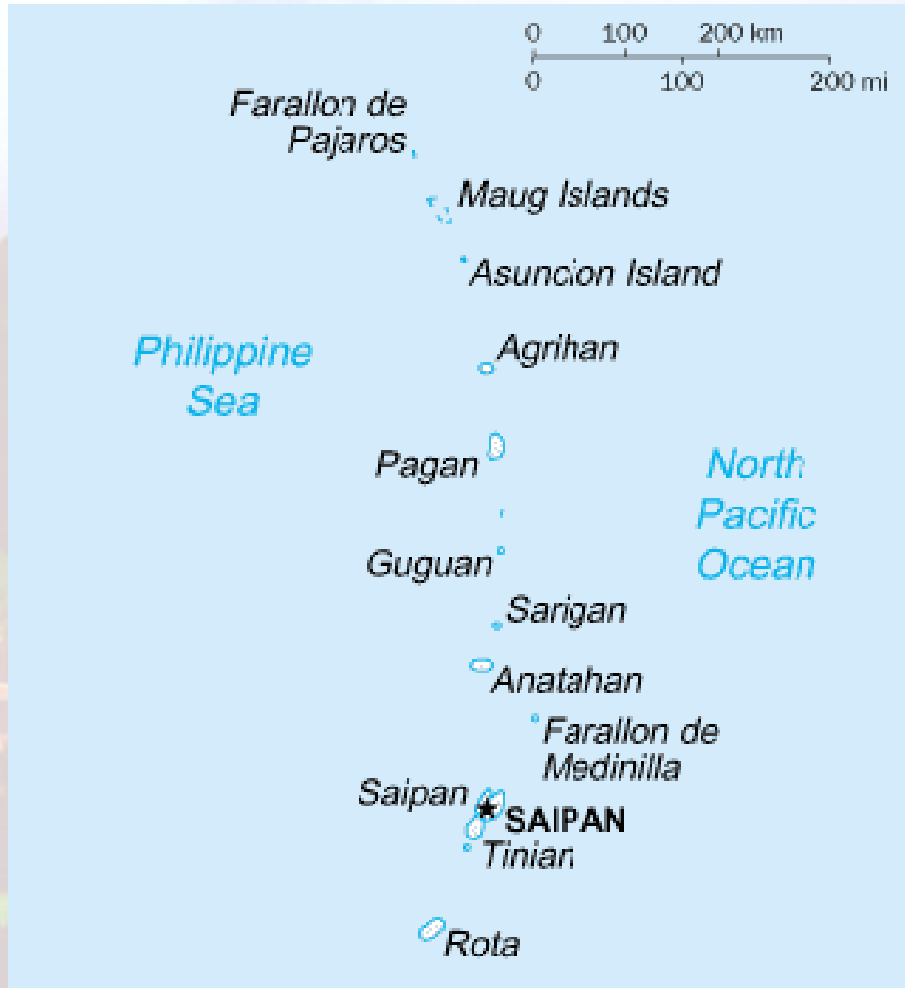 0 100 200 km
0 100 200 mi
Farallon de
Pajaros
Maug Islands
Asuncion Island
Agrihan
Philippine
Sea
Pagan
North
Pacific
Ocean
Guguan
Sarigan
Anatahan
Farallon de
Medinilla
Saipan
SAIPAN
Tinian
Rota